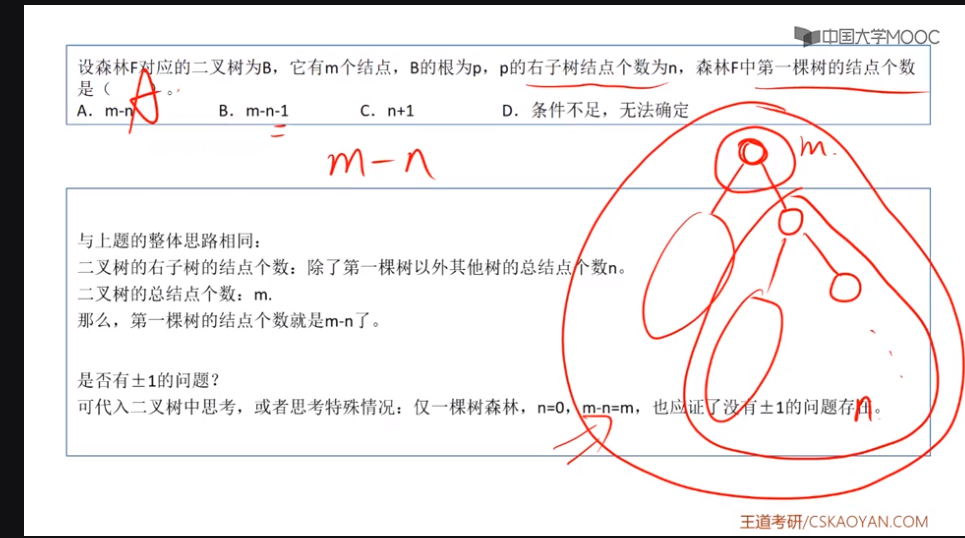 中国大学MOOC
设森林F对应的二叉树为B，它有m个结点，B的根为p，p的右子树结点个数为n，森林F中第一棵树的结点个数
是（ A 。
A. m-n B. m-n-1 C. n+1 D. 条件不足，无法确定
m
m-n
与上题的整体思路相同：
二叉树的右子树的结点个数：除了第一棵树以外其他树的总结点个数n。
二叉树的总结点个数：m.
那么，第一棵树的结点个数就是m-n了。
是否有±1的问题？
可代入二叉树中思考，或者思考特殊情况：仅一棵树森林，n=0，m-n=m，也应证了没有±1的问题存在。
n
王道考研/CSKAOYAN.COM